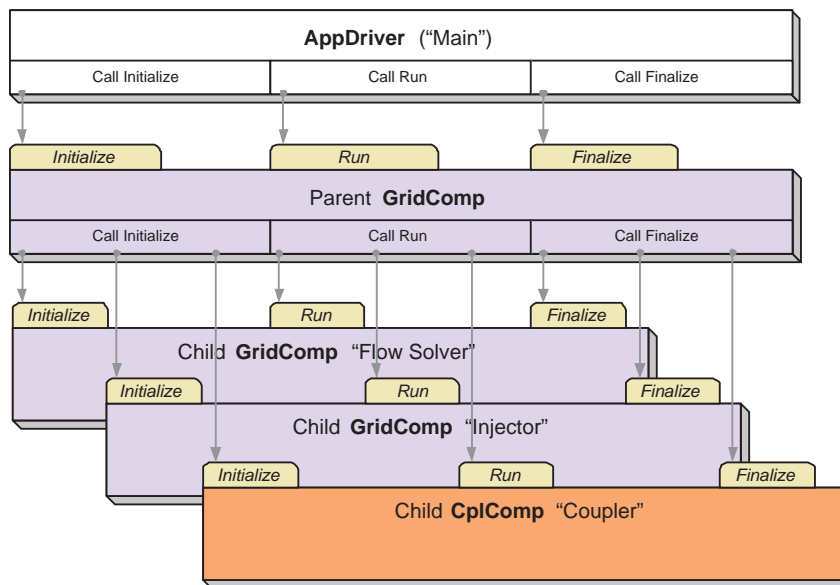 AppDriver (“Main”)
Call Initialize Call Run Call Finalize
Initialize Run Finalize
Parent GridComp
Call Initialize Call Run Call Finalize
Initialize Run Finalize
Child GridComp “Flow Solver”
Initialize Run Finalize
Child GridComp “Injector”
Initialize Run Finalize
Child CplComp “Coupler”